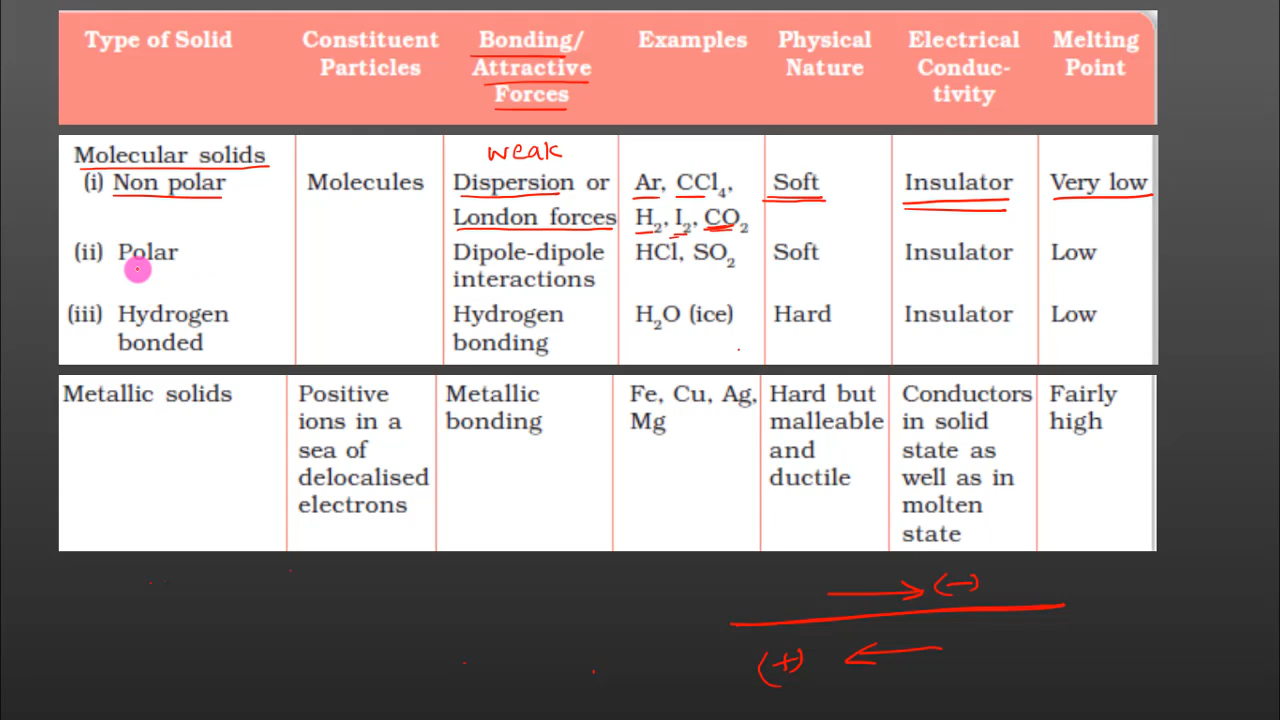 Type of Solid Constituent Particles Bonding/ Attractive Forces Examples Physical Nature Electrical Conduc- tivity Melting Point
weak
Molecular solids
(i) Non polar Molecules Dispersion or Ar, CCl4, Soft Insulator Very low
London forces H2, I2, CO2
(ii) Polar Dipole-dipole HCl, SO2 Soft Insulator Low
interactions
(iii) Hydrogen Hydrogen H2O (ice) Hard Insulator Low
bonded bonding
Metallic solids Positive Metallic Fe, Cu, Ag, Hard but Conductors Fairly
ions in a bonding Mg malleable in solid high
sea of and state as
delocalised ductile well as in
electrons molten
state
(−)
(+)